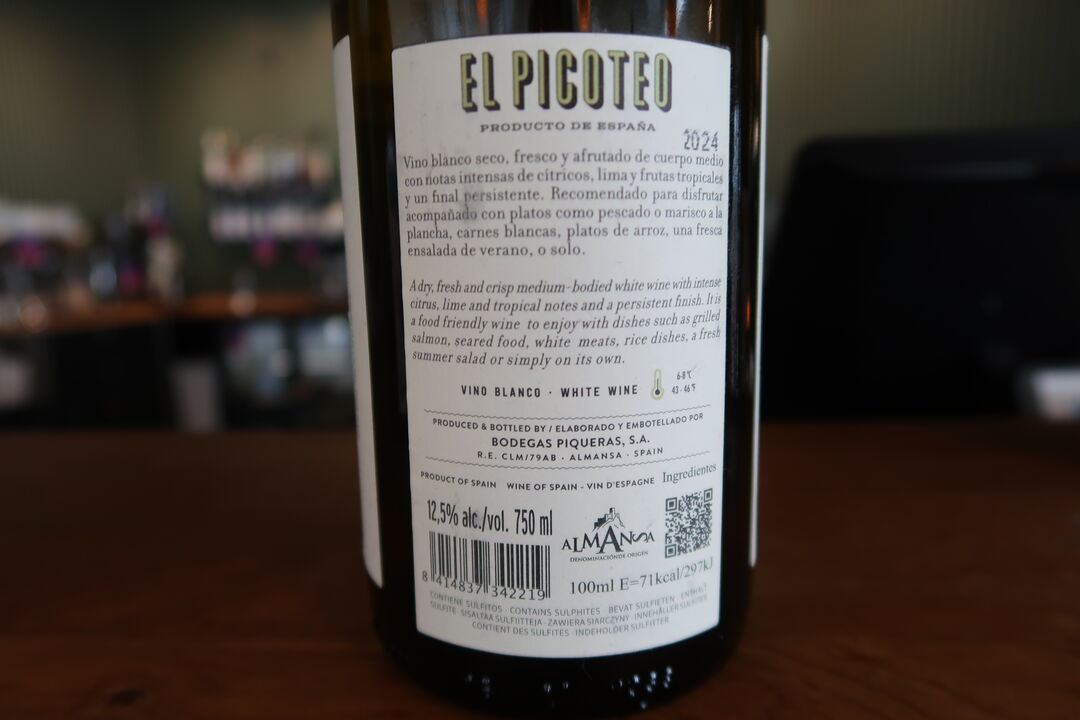 EL PICOTEO
PRODUCTO DE ESPAÑA
2024
Vino blanco seco, fresco y afrutado de cuerpo medio
con notas intensas de cítricos, lima y frutas tropicales
y un final persistente. Recomendado para disfrutar
acompañado con platos como pescado o marisco a la
plancha, carnes blancas, platos de arroz, una fresca
ensalada de verano, o solo.
A dry, fresh and crisp medium-bodied white wine with intense
citrus, lime and tropical notes and a persistent finish. It is
a food friendly wine to enjoy with dishes such as grilled
salmon, seared food, white meats, rice dishes, a fresh
summer salad or simply on its own.
VINO BLANCO · WHITE WINE
6-8°C
43-46°F
PRODUCED & BOTTLED BY / ELABORADO Y EMBOTELLADO POR
BODEGAS PIQUERAS, S.A.
R.E. CLM/79AB · ALMANSA · SPAIN
PRODUCT OF SPAIN WINE OF SPAIN - VIN D'ESPAGNE Ingredientes
12,5% alc./vol. 750 ml
ALMANSA
DENOMINACIÓN DE ORIGEN
8 414837 342219
100ml E=71kcal/297kJ
CONTIENE SULFITOS · CONTAINS SULPHITES · BEVAT SULFIETEN · ENTHÄLT
SULFITE · SISALTAA SULFIITTEJA · ZAWIERA SIARCZYNY · INNEHÅLLER SULFITER
CONTIENT DES SULFITES · INDEHOLDER SULFITTER